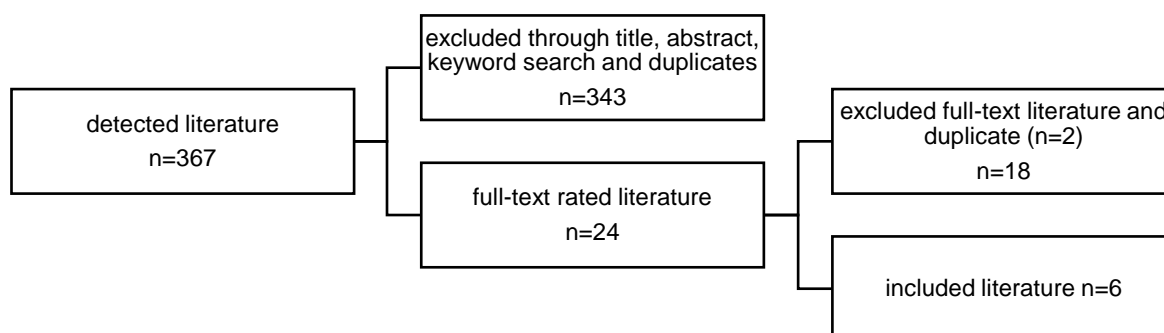 detected literature
n=367
excluded through title, abstract,
keyword search and duplicates
n=343
full-text rated literature
n=24
excluded full-text literature and
duplicate (n=2)
n=18
included literature n=6